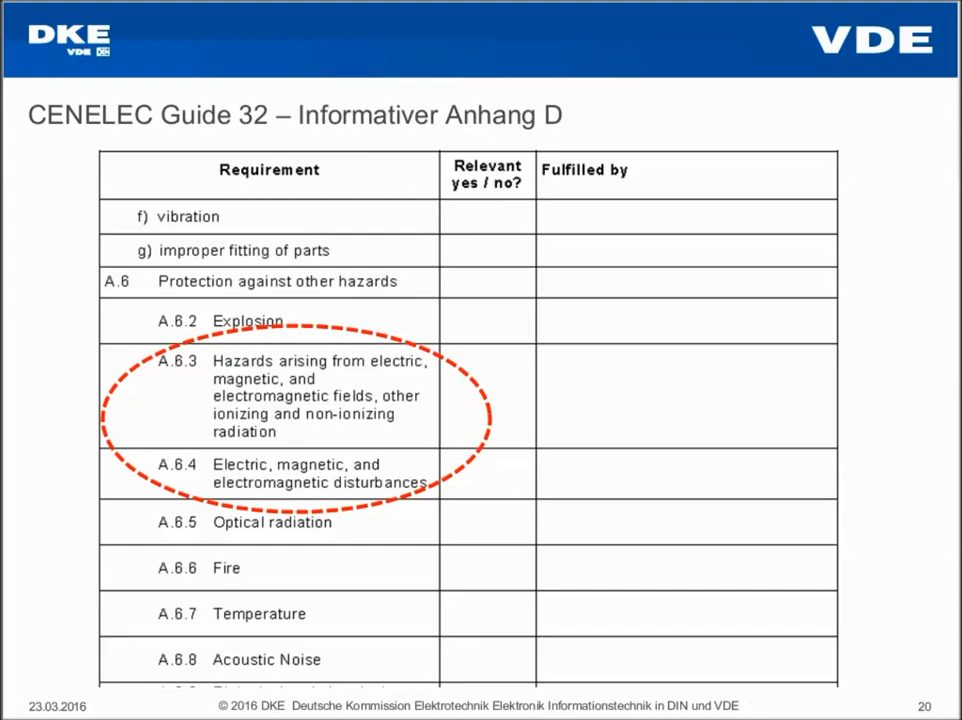 DKE
VDE DIN
VDE
CENELEC Guide 32 – Informativer Anhang D
Requirement
Relevant
yes / no?
Fulfilled by
f) vibration
g) improper fitting of parts
A.6 Protection against other hazards
A.6.2 Explosion
A.6.3 Hazards arising from electric,
magnetic, and
electromagnetic fields, other
ionizing and non-ionizing
radiation
A.6.4 Electric, magnetic, and
electromagnetic disturbances
A.6.5 Optical radiation
A.6.6 Fire
A.6.7 Temperature
A.6.8 Acoustic Noise
23.03.2016
© 2016 DKE Deutsche Kommission Elektrotechnik Elektronik Informationstechnik in DIN und VDE
20